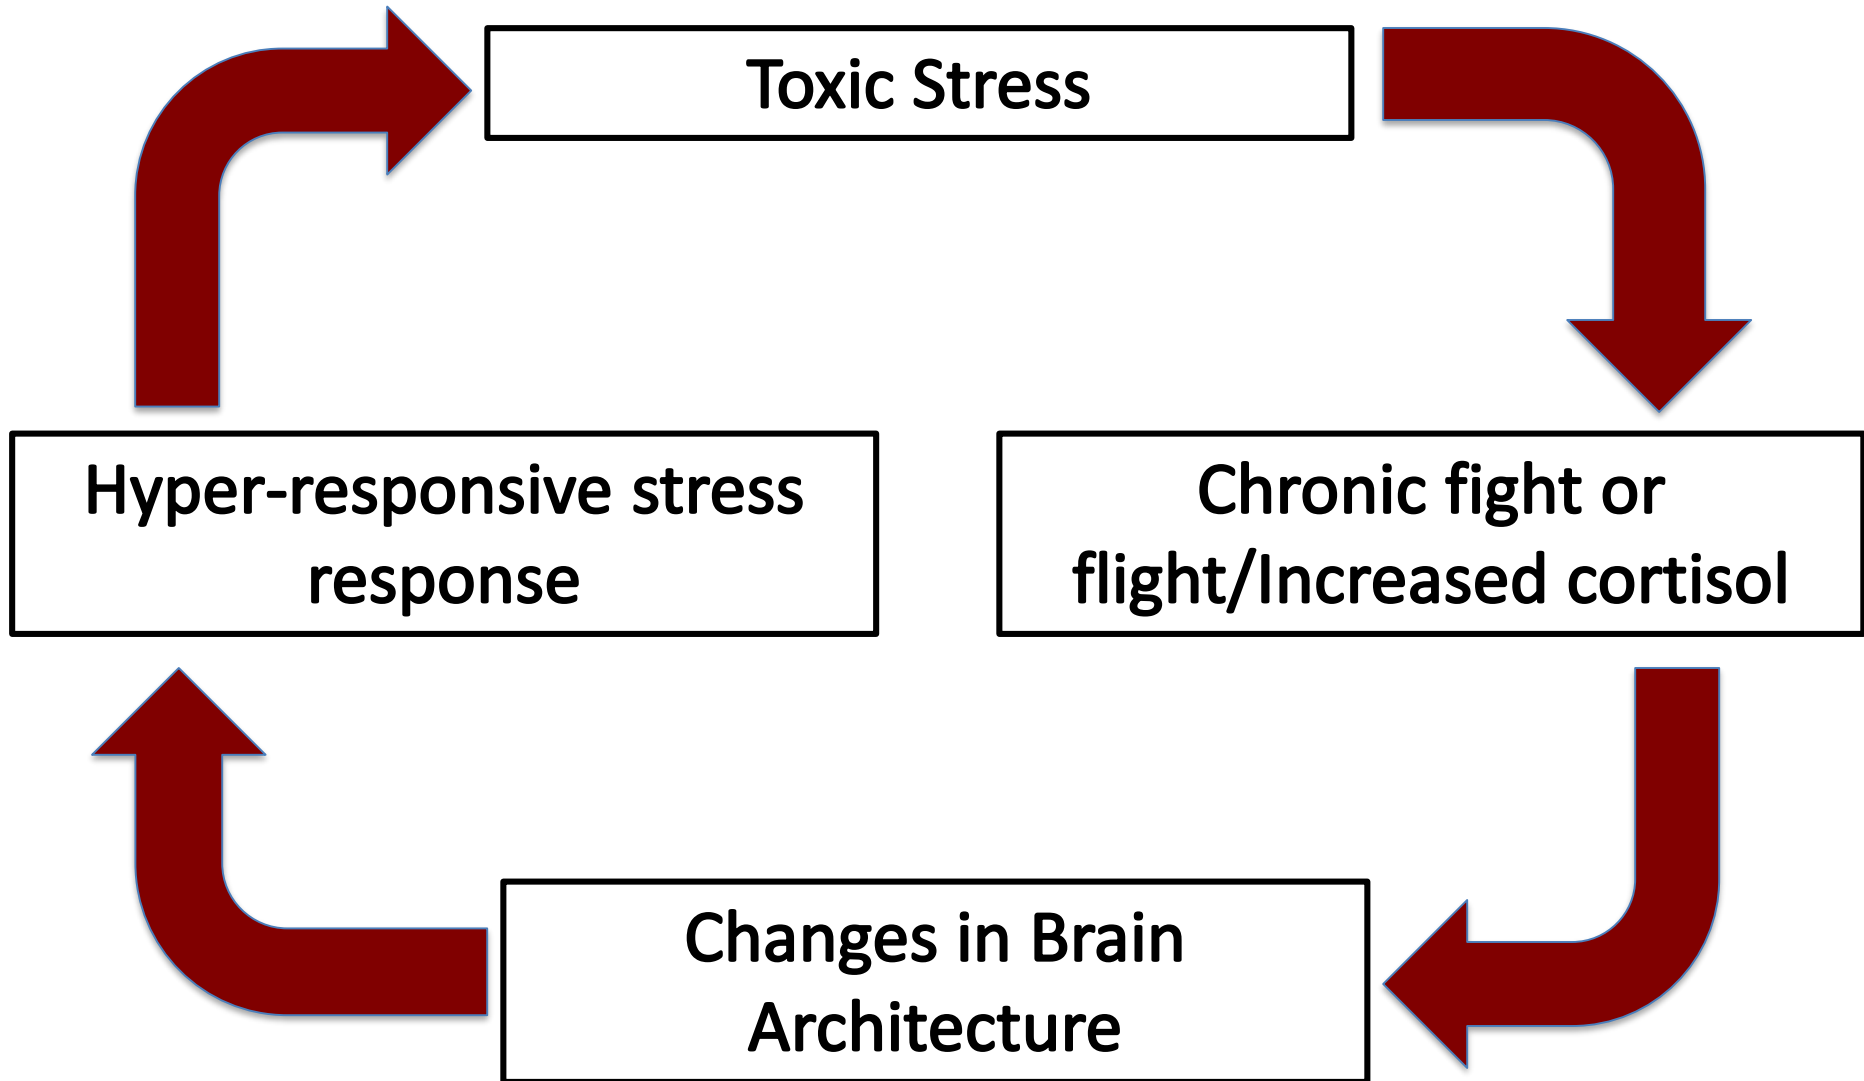 Toxic Stress
Hyper-responsive stress
response
Chronic fight or
flight/Increased cortisol
Changes in Brain
Architecture